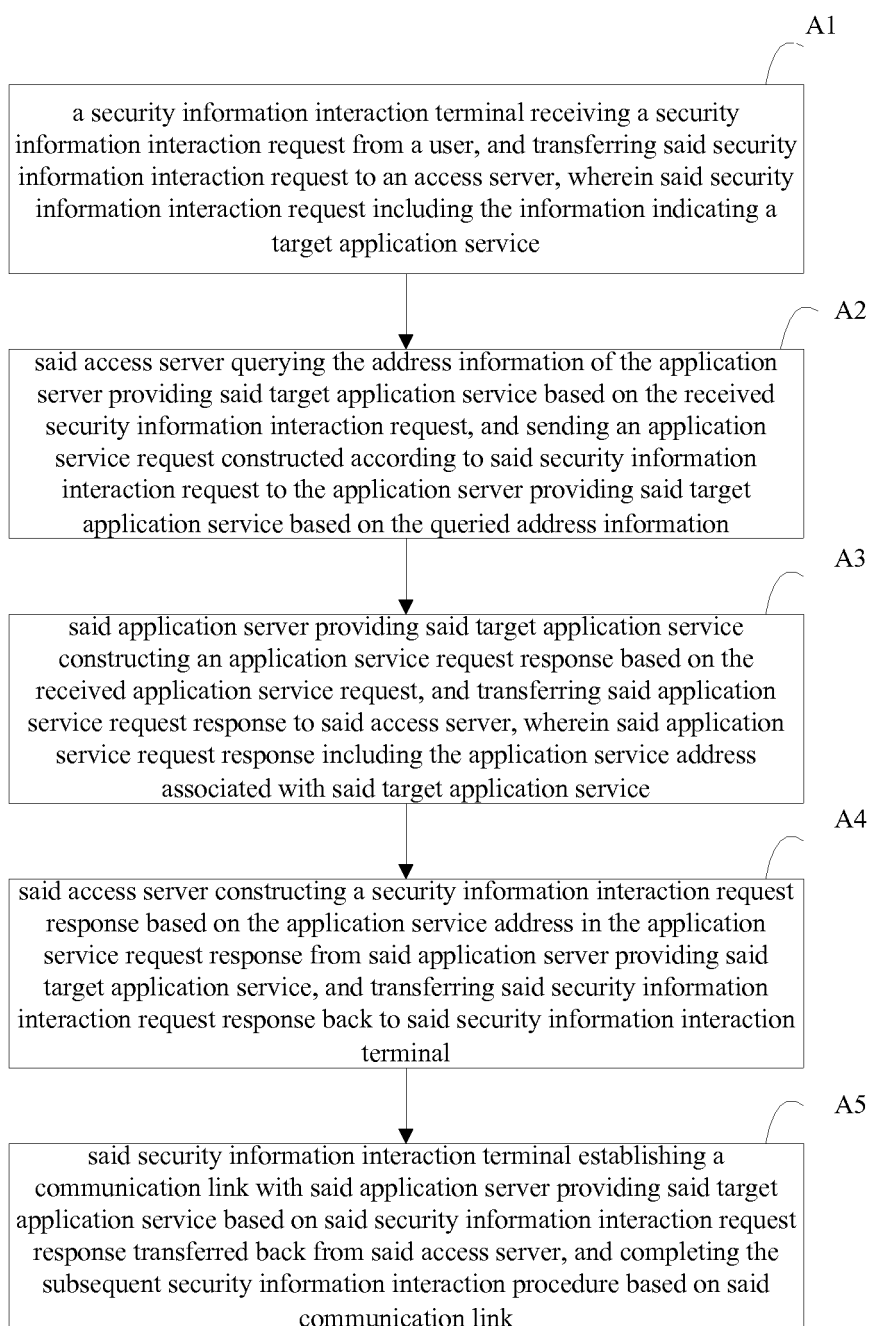 A1
a security information interaction terminal receiving a security
information interaction request from a user, and transferring said security
information interaction request to an access server, wherein said security
information interaction request including the information indicating a
target application service
A2
said access server querying the address information of the application
server providing said target application service based on the received
security information interaction request, and sending an application
service request constructed according to said security information
interaction request to the application server providing said target
application service based on the queried address information
A3
said application server providing said target application service
constructing an application service request response based on the
received application service request, and transferring said application
service request response to said access server, wherein said application
service request response including the application service address
associated with said target application service
A4
said access server constructing a security information interaction request
response based on the application service address in the application
service request response from said application server providing said
target application service, and transferring said security information
interaction request response back to said security information interaction
terminal
A5
said security information interaction terminal establishing a
communication link with said application server providing said target
application service based on said security information interaction request
response transferred back from said access server, and completing the
subsequent security information interaction procedure based on said
communication link